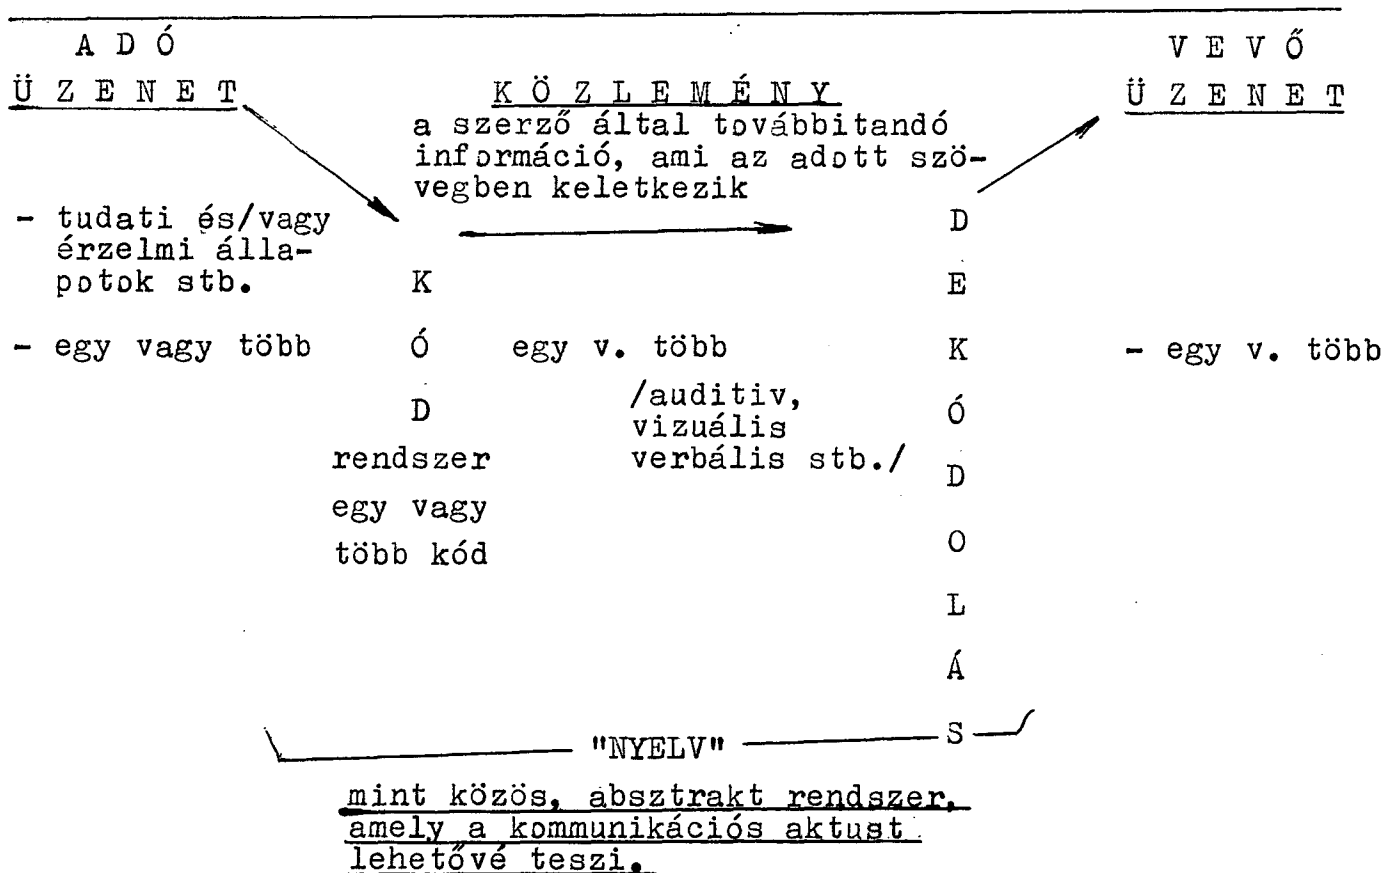 A D Ó
Ü Z E N E T
K Ö Z L E M É N Y
a szerző által továbbitandó
információ, ami az adott szö-
vegben keletkezik
V E V Ő
Ü Z E N E T
- tudati és/vagy
érzelmi álla-
potok stb.
- egy vagy több
K
Ó
D
rendszer
egy vagy
több kód
egy v. több
/auditiv,
vizuális
verbális stb./
D
E
K
Ó
D
O
L
Á
S
- egy v. több
"NYELV"
mint közös, absztrakt rendszer,
amely a kommunikációs aktust
lehetővé teszi.